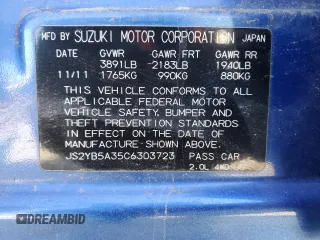 MFD BY SUZUKI MOTOR CORPORATION JAPAN
DATE GVWR GAWR FRT GAWR RR
3891LB 2183LB 1940LB
11/11 1765KG 990KG 880KG
THIS VEHICLE CONFORMS TO ALL
APPLICABLE FEDERAL MOTOR
VEHICLE SAFETY, BUMPER AND
THEFT PREVENTION STANDARDS
IN EFFECT ON THE DATE OF
MANUFACTURE SHOWN ABOVE.
JS2YB5A35C6303723 PASS CAR
2.0L 4WD
DREAMBID